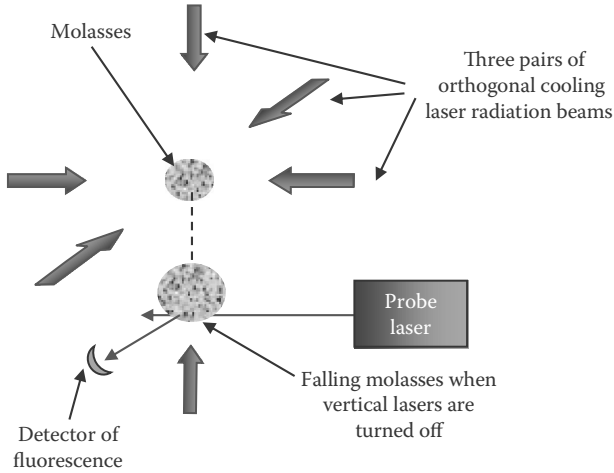 Molasses
Three pairs of
orthogonal cooling
laser radiation beams
Probe
laser
Falling molasses when
vertical lasers are
turned off
Detector of
fluorescence